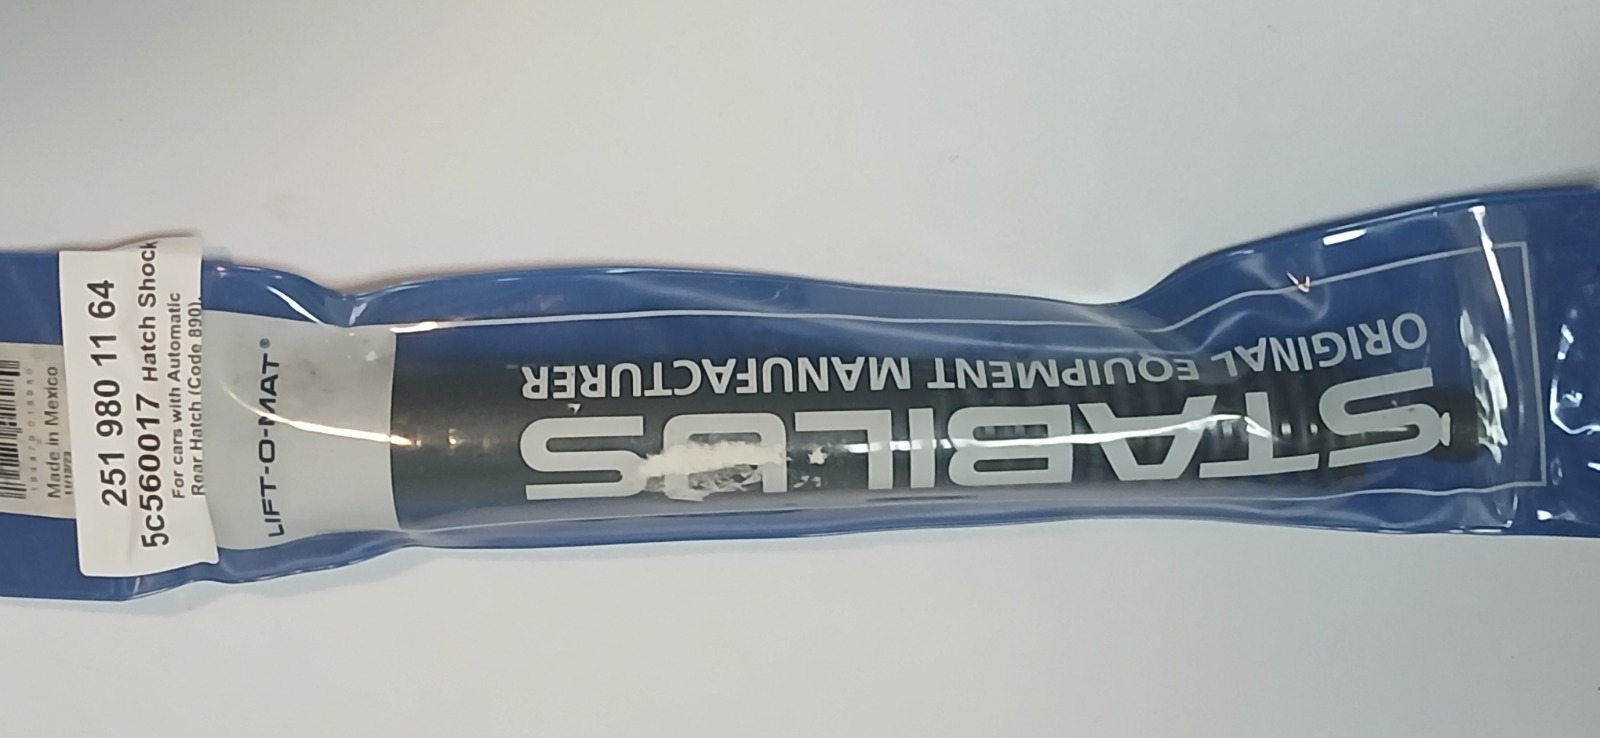 251 980 11 64
5c560017 Hatch Shock
For cars with Automatic
Rear Hatch (Code 890).
Made in Mexico
LIFT-O-MAT®
STABILUS
ORIGINAL EQUIPMENT MANUFACTURER